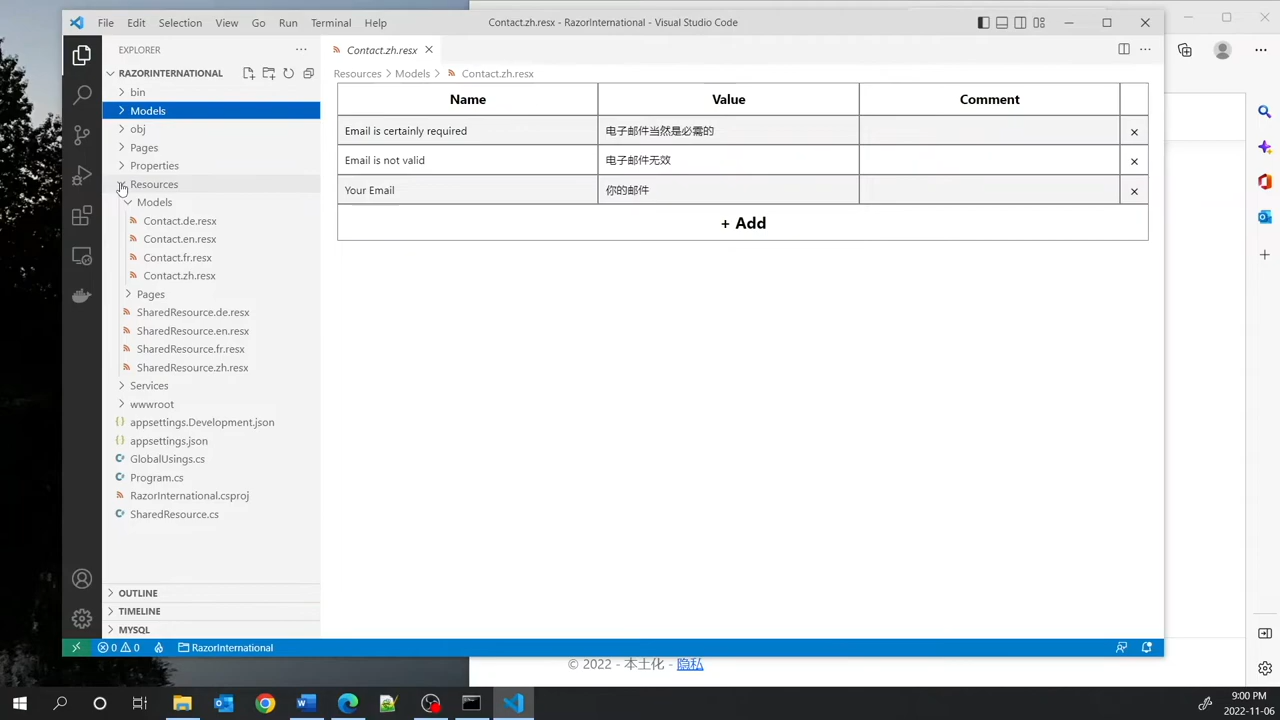 File Edit Selection View Go Run Terminal Help
Contact.zh.resx - RazorInternational - Visual Studio Code
EXPLORER
RAZORINTERNATIONAL
bin
Models
obj
Pages
Properties
Resources
Models
Contact.de.resx
Contact.en.resx
Contact.fr.resx
Contact.zh.resx
Pages
SharedResource.de.resx
SharedResource.en.resx
SharedResource.fr.resx
SharedResource.zh.resx
Services
wwwroot
appsettings.Development.json
appsettings.json
GlobalUsings.cs
Program.cs
RazorInternational.csproj
SharedResource.cs
OUTLINE
TIMELINE
MYSQL
Contact.zh.resx
Resources > Models > Contact.zh.resx
Name Value Comment
Email is certainly required 电子邮件当然是必需的
Email is not valid 电子邮件无效
Your Email 你的邮件
+ Add
0 0 RazorInternational
© 2022 - 本土化 - 隐私
9:00 PM
2022-11-06